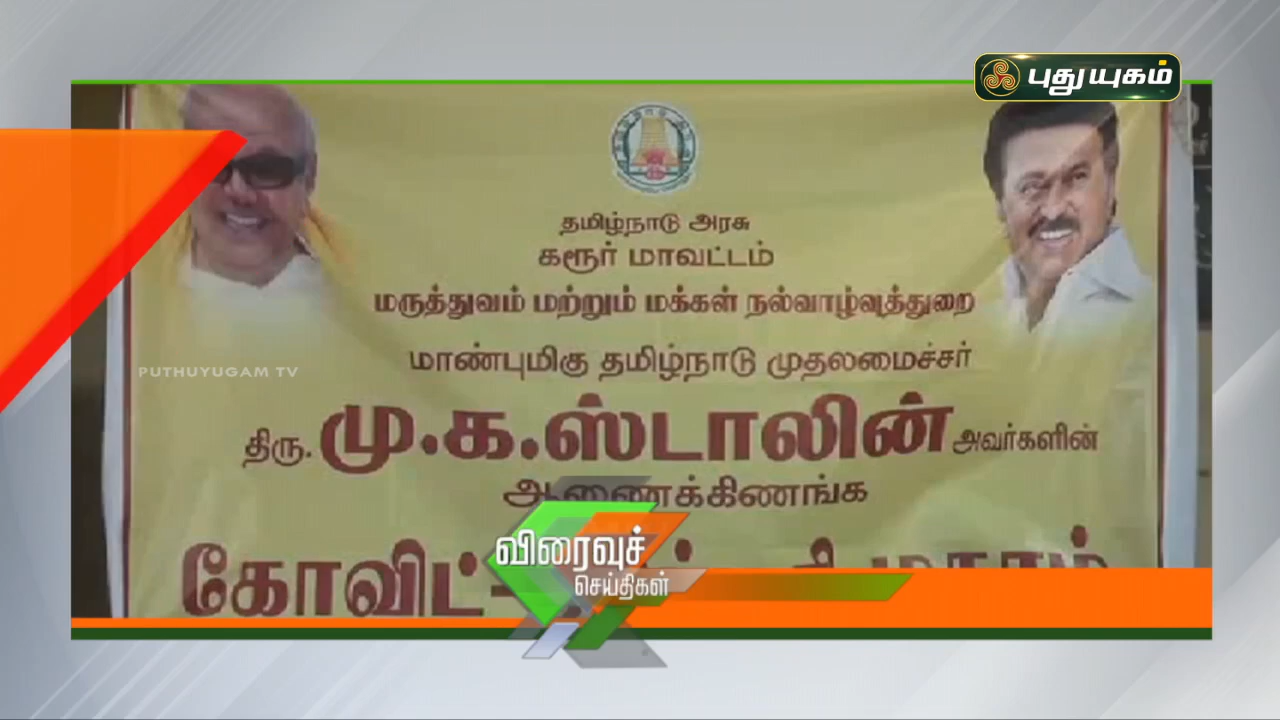 புதுயுகம்
தமிழ்நாடு அரசு
கரூர் மாவட்டம்
மருத்துவம் மற்றும் மக்கள் நல்வாழ்வுத்துறை
மாண்புமிகு தமிழ்நாடு முதலமைச்சர்
PUTHUYUGAM TV
திரு. மு.க.ஸ்டாலின் அவர்களின்
ஆணைக்கிணங்க
கோவிட்
விரைவுச்
செய்திகள்